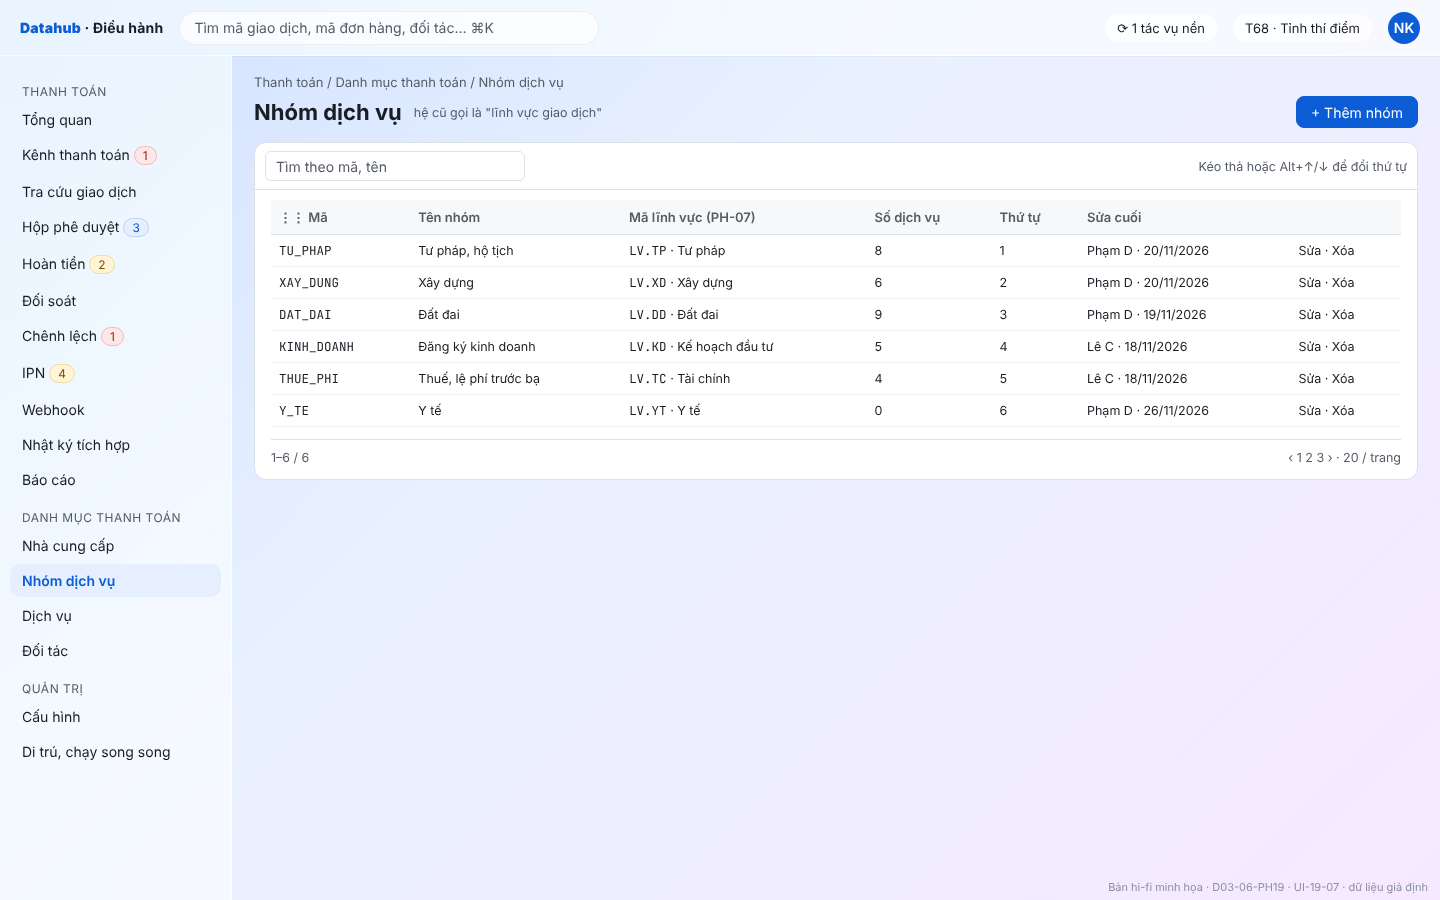 Datahub · Điều hành
Tìm mã giao dịch, mã đơn hàng, đối tác... ⌘K
⟳ 1 tác vụ nền
T68 · Tỉnh thí điểm
NK
THANH TOÁN
Tổng quan
Kênh thanh toán 1
Tra cứu giao dịch
Hộp phê duyệt 3
Hoàn tiền 2
Đối soát
Chênh lệch 1
IPN 4
Webhook
Nhật ký tích hợp
Báo cáo
DANH MỤC THANH TOÁN
Nhà cung cấp
Nhóm dịch vụ
Dịch vụ
Đối tác
QUẢN TRỊ
Cấu hình
Di trú, chạy song song
Thanh toán / Danh mục thanh toán / Nhóm dịch vụ
Nhóm dịch vụ hệ cũ gọi là "lĩnh vực giao dịch"
+ Thêm nhóm
Tìm theo mã, tên
Kéo thả hoặc Alt+↑/↓ để đổi thứ tự
⋮⋮ Mã Tên nhóm Mã lĩnh vực (PH-07) Số dịch vụ Thứ tự Sửa cuối
TU_PHAP Tư pháp, hộ tịch LV.TP · Tư pháp 8 1 Phạm D · 20/11/2026 Sửa · Xóa
XAY_DUNG Xây dựng LV.XD · Xây dựng 6 2 Phạm D · 20/11/2026 Sửa · Xóa
DAT_DAI Đất đai LV.DD · Đất đai 9 3 Phạm D · 19/11/2026 Sửa · Xóa
KINH_DOANH Đăng ký kinh doanh LV.KD · Kế hoạch đầu tư 5 4 Lê C · 18/11/2026 Sửa · Xóa
THUE_PHI Thuế, lệ phí trước bạ LV.TC · Tài chính 4 5 Lê C · 18/11/2026 Sửa · Xóa
Y_TE Y tế LV.YT · Y tế 0 6 Phạm D · 26/11/2026 Sửa · Xóa
1–6 / 6
‹ 1 2 3 › · 20 / trang
Bản hi-fi minh họa · D03-06-PH19 · UI-19-07 · dữ liệu giả định